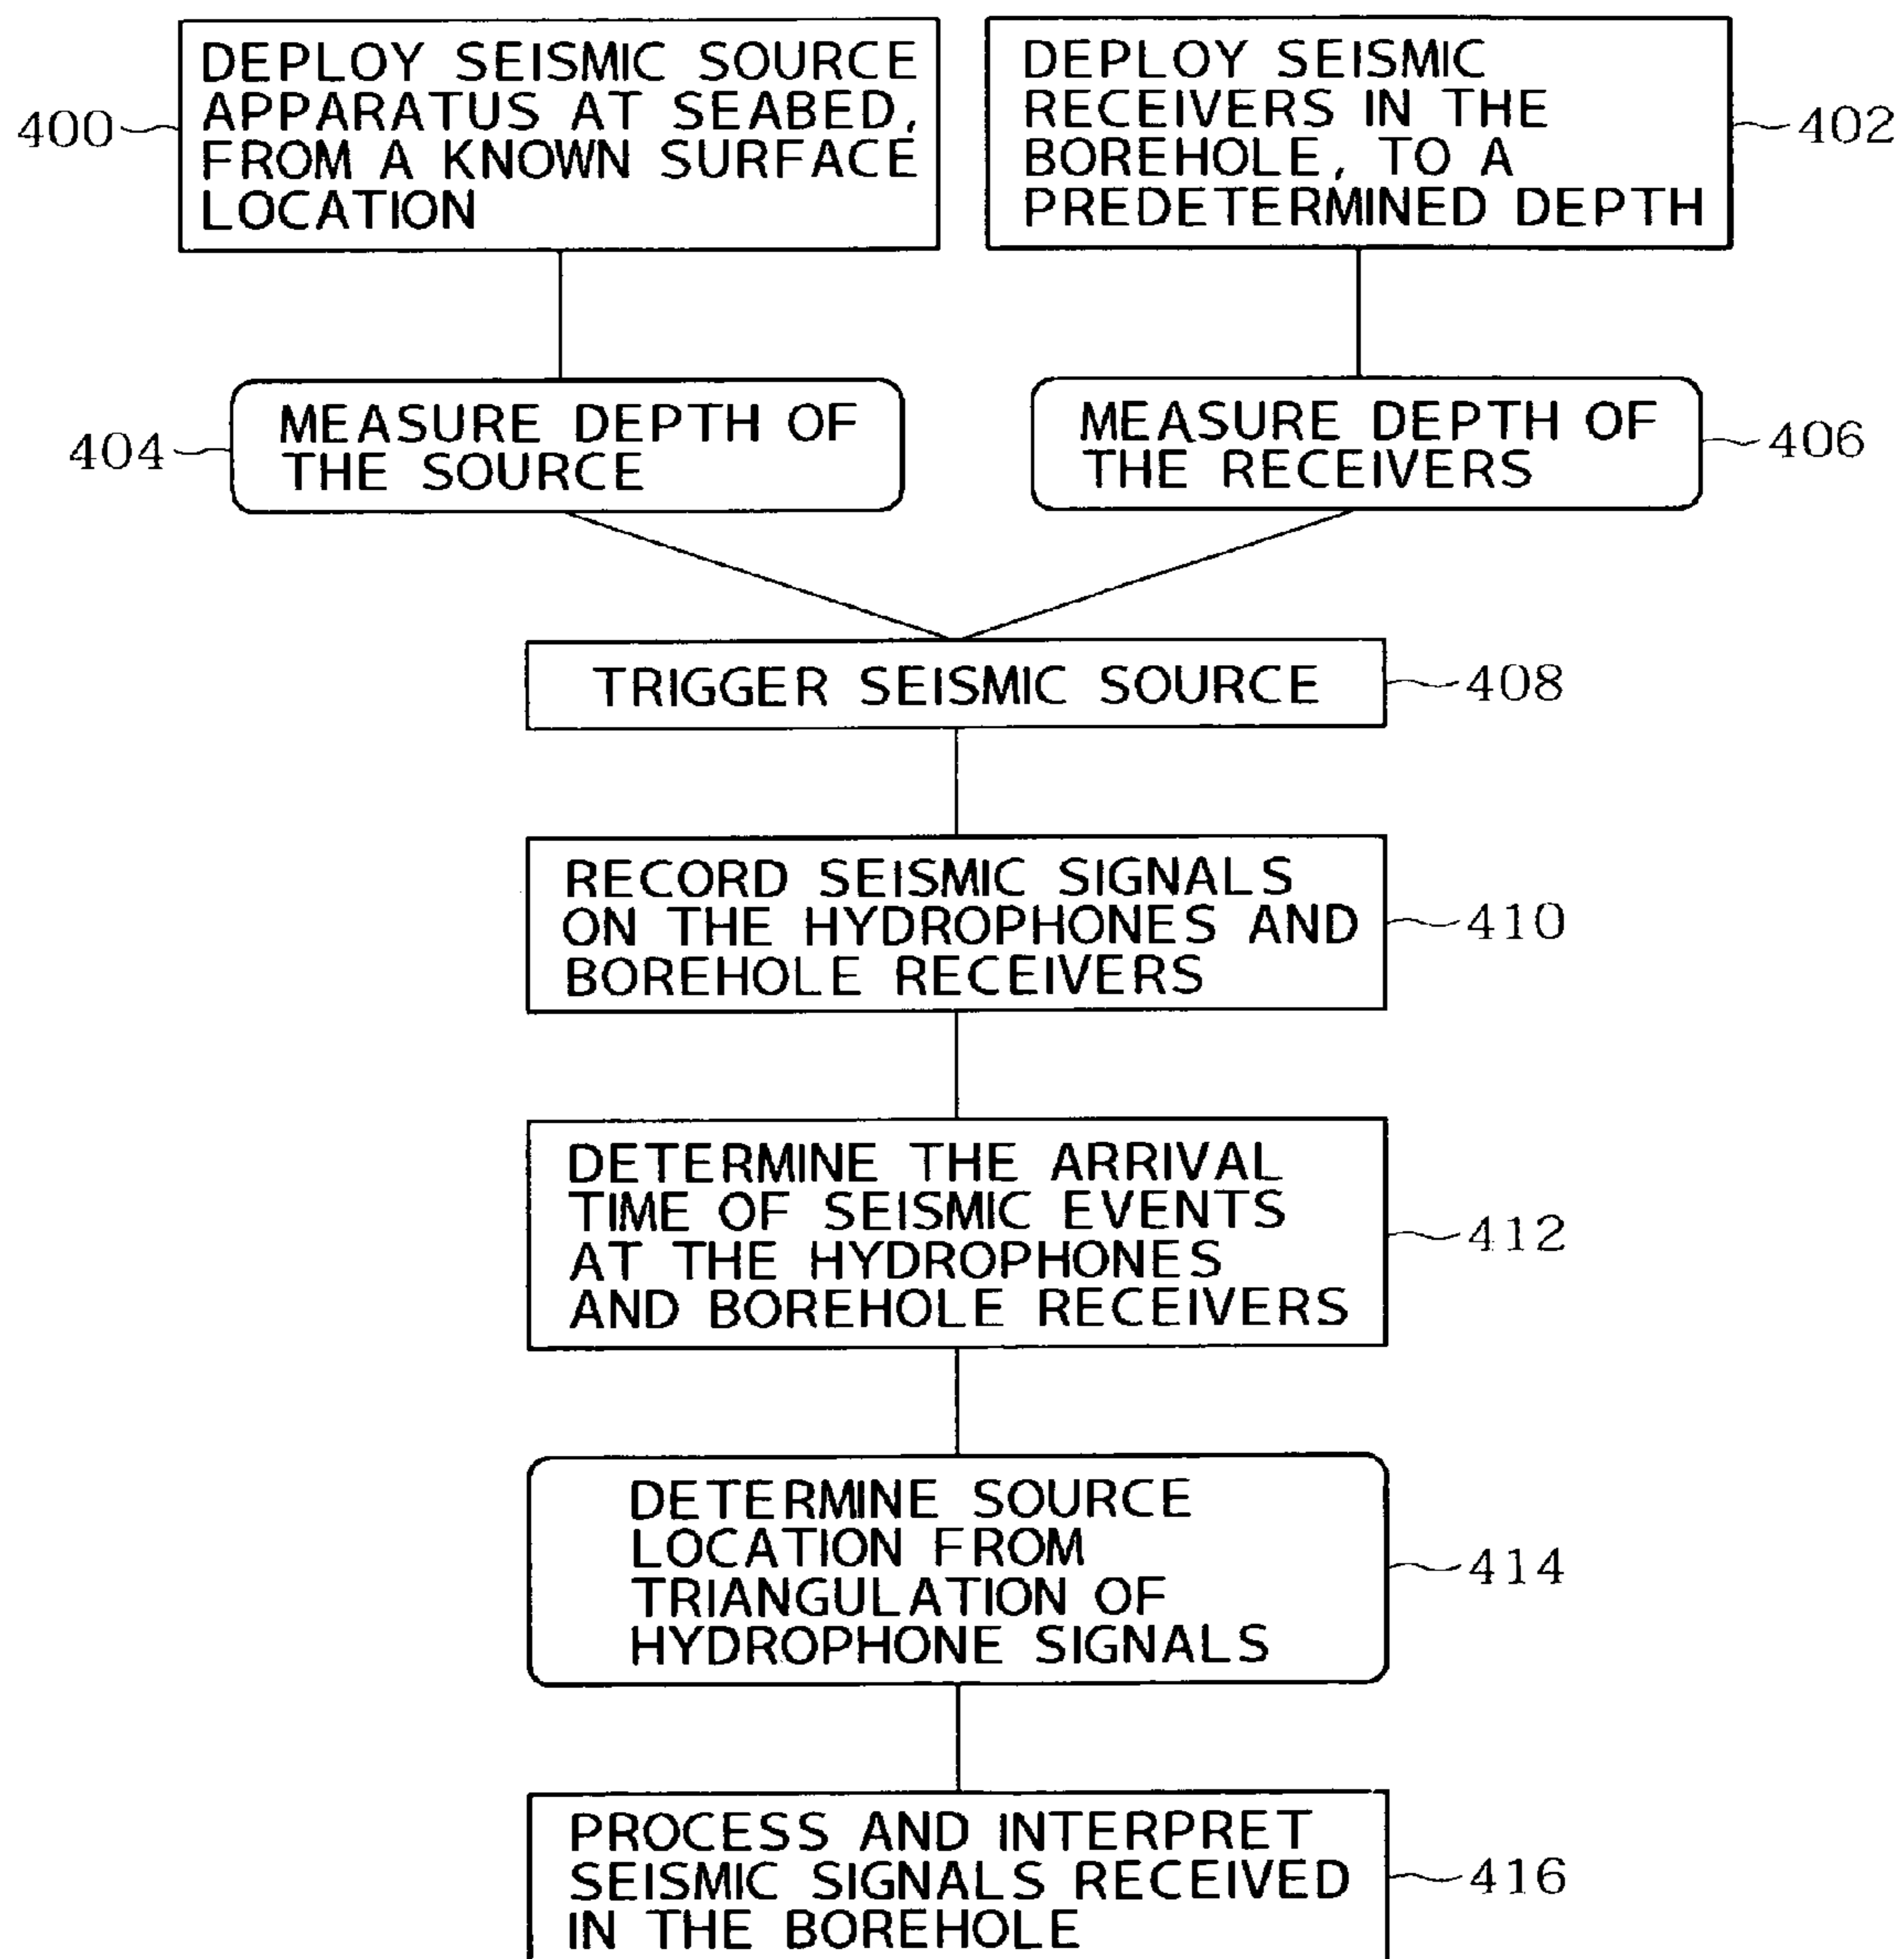 400
DEPLOY SEISMIC SOURCE
APPARATUS AT SEABED,
FROM A KNOWN SURFACE
LOCATION
DEPLOY SEISMIC
RECEIVERS IN THE
BOREHOLE, TO A
PREDETERMINED DEPTH
402
404
MEASURE DEPTH OF
THE SOURCE
MEASURE DEPTH OF
THE RECEIVERS
406
TRIGGER SEISMIC SOURCE
408
RECORD SEISMIC SIGNALS
ON THE HYDROPHONES AND
BOREHOLE RECEIVERS
410
DETERMINE THE ARRIVAL
TIME OF SEISMIC EVENTS
AT THE HYDROPHONES
AND BOREHOLE RECEIVERS
412
DETERMINE SOURCE
LOCATION FROM
TRIANGULATION OF
HYDROPHONE SIGNALS
414
PROCESS AND INTERPRET
SEISMIC SIGNALS RECEIVED
IN THE BOREHOLE
416